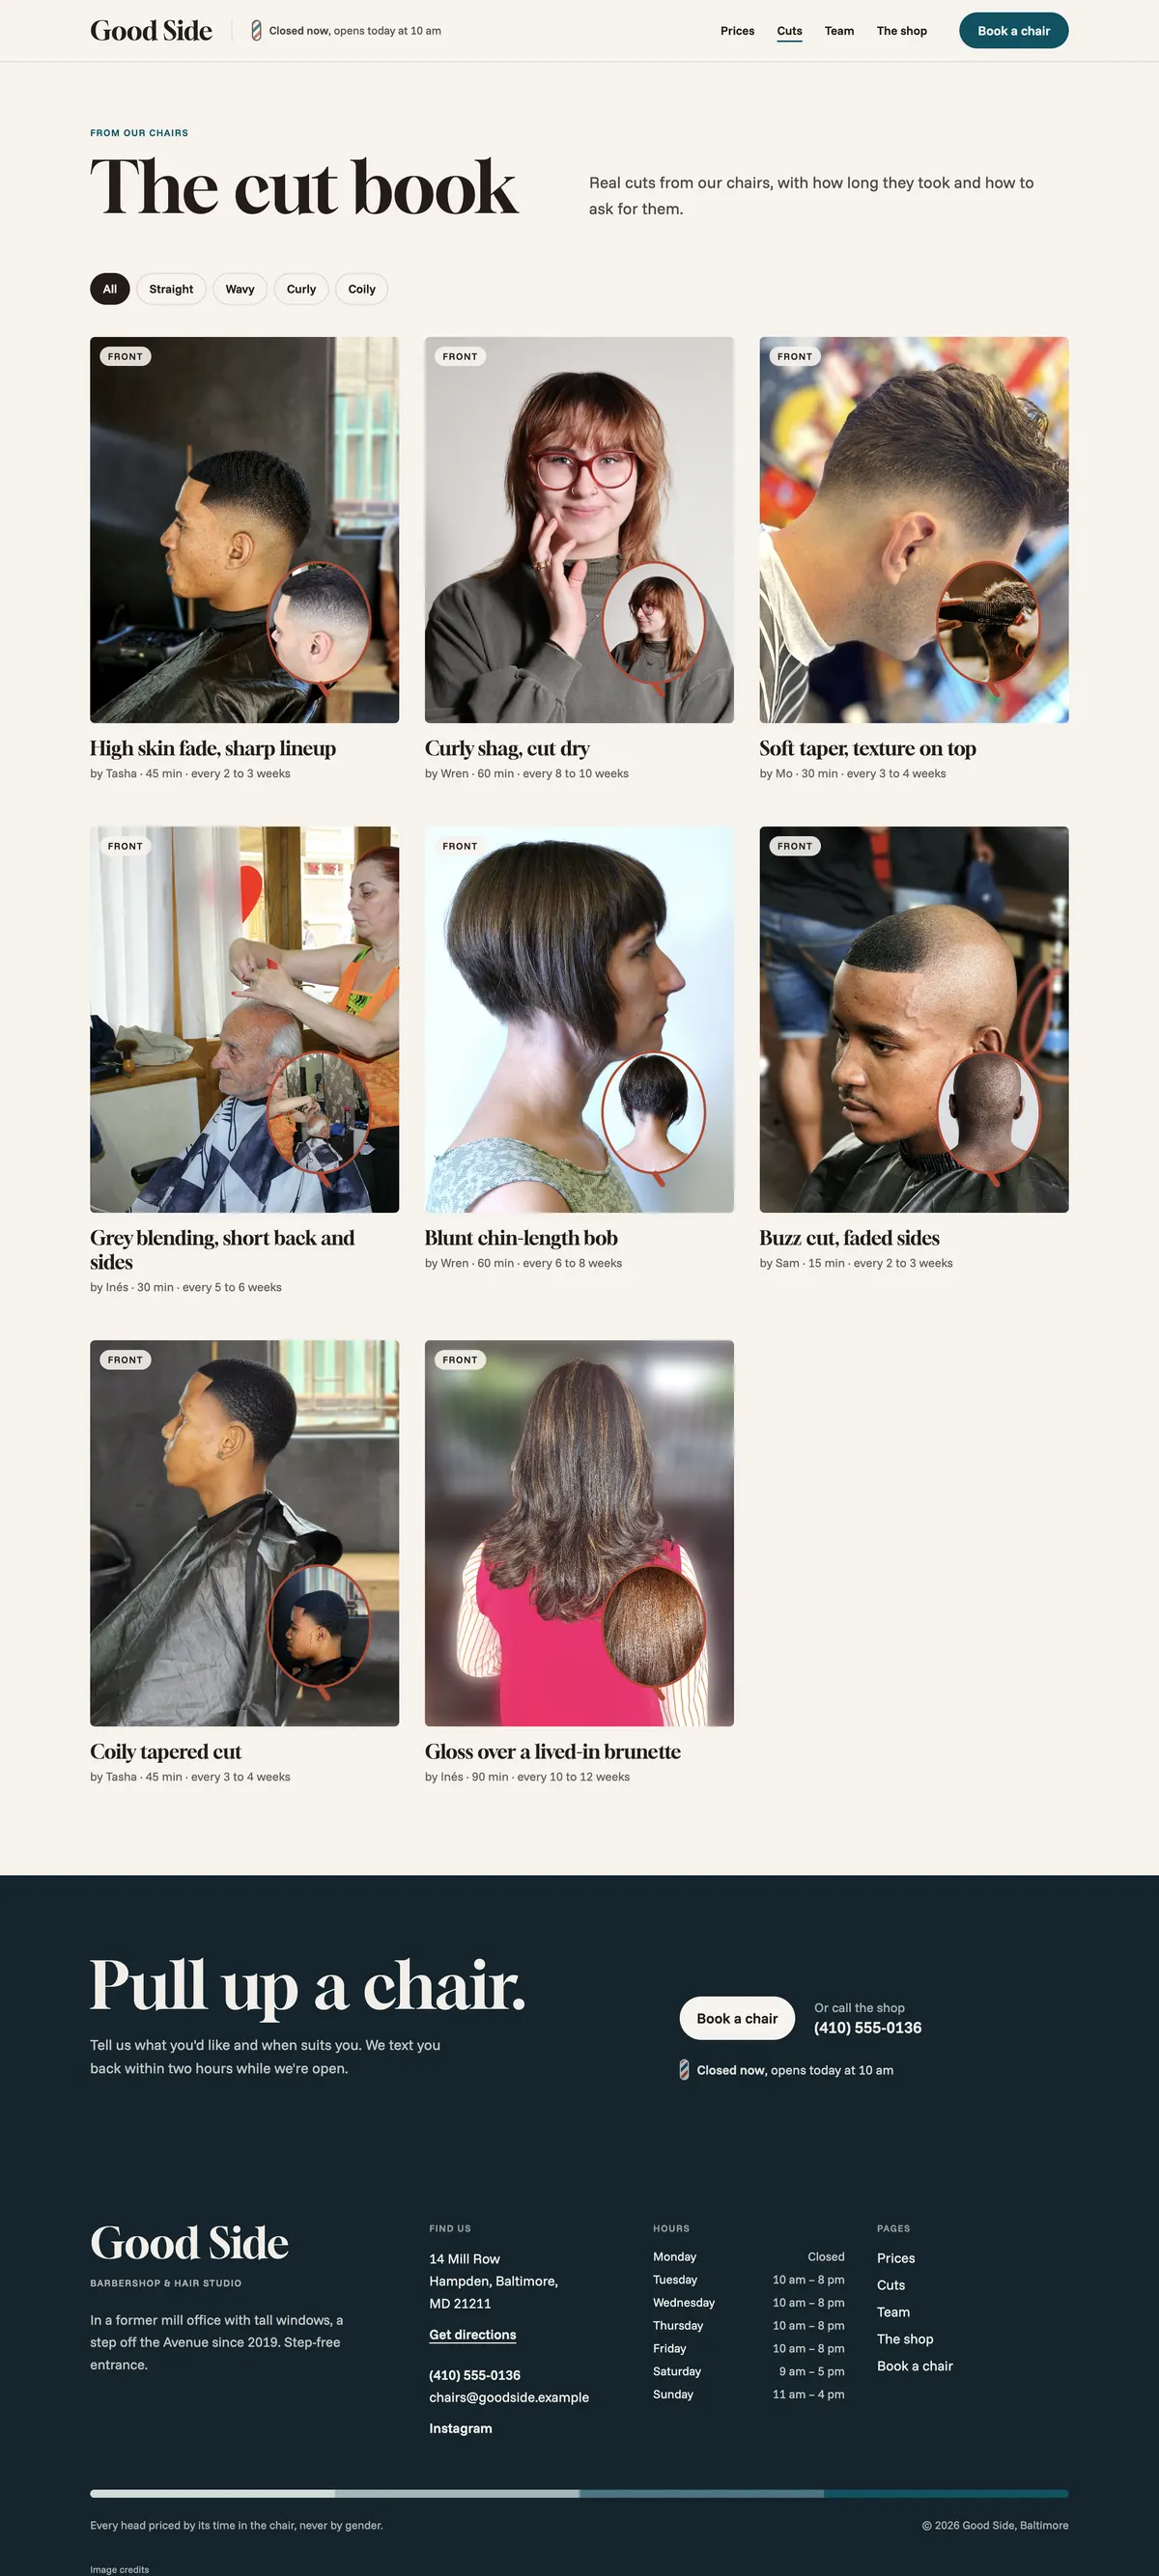 Good Side
Closed now, opens today at 10 am
Prices
Cuts
Team
The shop
Book a chair
FROM OUR CHAIRS
The cut book
Real cuts from our chairs, with how long they took and how to
ask for them.
All
Straight
Wavy
Curly
Coily
FRONT
FRONT
FRONT
High skin fade, sharp lineup
by Tasha · 45 min · every 2 to 3 weeks
Curly shag, cut dry
by Wren · 60 min · every 8 to 10 weeks
Soft taper, texture on top
by Mo · 30 min · every 3 to 4 weeks
FRONT
FRONT
FRONT
Grey blending, short back and
sides
by Inés · 30 min · every 5 to 6 weeks
Blunt chin-length bob
by Wren · 60 min · every 6 to 8 weeks
Buzz cut, faded sides
by Sam · 15 min · every 2 to 3 weeks
FRONT
FRONT
Coily tapered cut
by Tasha · 45 min · every 3 to 4 weeks
Gloss over a lived-in brunette
by Inés · 90 min · every 10 to 12 weeks
Pull up a chair.
Tell us what you'd like and when suits you. We text you
back within two hours while we're open.
Book a chair
Or call the shop
(410) 555-0136
Closed now, opens today at 10 am
Good Side
BARBERSHOP & HAIR STUDIO
In a former mill office with tall windows, a
step off the Avenue since 2019. Step-free
entrance.
FIND US
14 Mill Row
Hampden, Baltimore,
MD 21211
Get directions
(410) 555-0136
chairs@goodside.example
Instagram
HOURS
Monday Closed
Tuesday 10 am – 8 pm
Wednesday 10 am – 8 pm
Thursday 10 am – 8 pm
Friday 10 am – 8 pm
Saturday 9 am – 5 pm
Sunday 11 am – 4 pm
PAGES
Prices
Cuts
Team
The shop
Book a chair
Every head priced by its time in the chair, never by gender.
© 2026 Good Side, Baltimore
Image credits